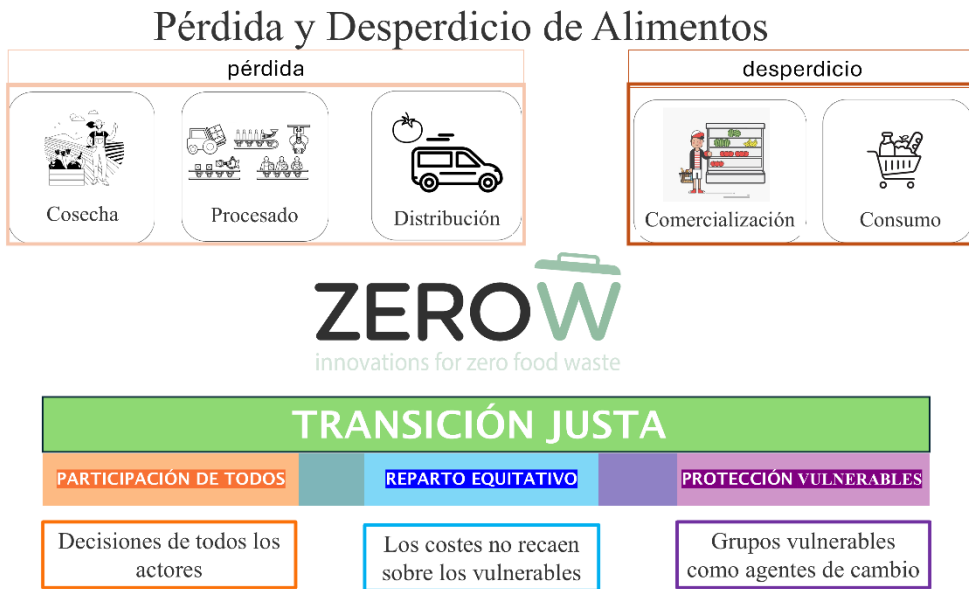 Pérdida y Desperdicio de Alimentos
pérdida
desperdicio
Cosecha
Procesado
Distribución
Comercialización
Consumo
ZEROW
innovations for zero food waste
TRANSICIÓN JUSTA
PARTICIPACIÓN DE TODOS
REPARTO EQUITATIVO
PROTECCIÓN VULNERABLES
Decisiones de todos los
actores
Los costes no recaen
sobre los vulnerables
Grupos vulnerables
como agentes de cambio